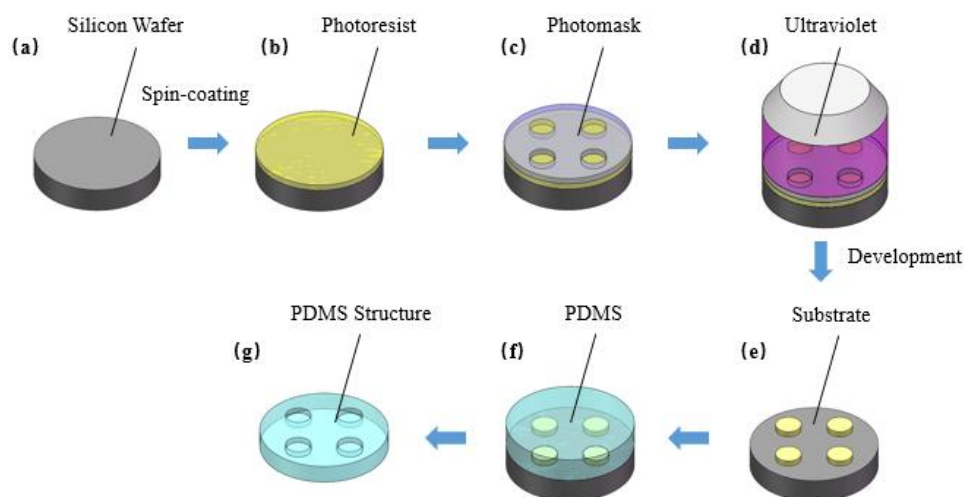 Silicon Wafer
Photoresist
Photomask
Ultraviolet
(a)
(b)
(c)
(d)
Spin-coating
Development
PDMS Structure
PDMS
Substrate
(g)
(f)
(e)